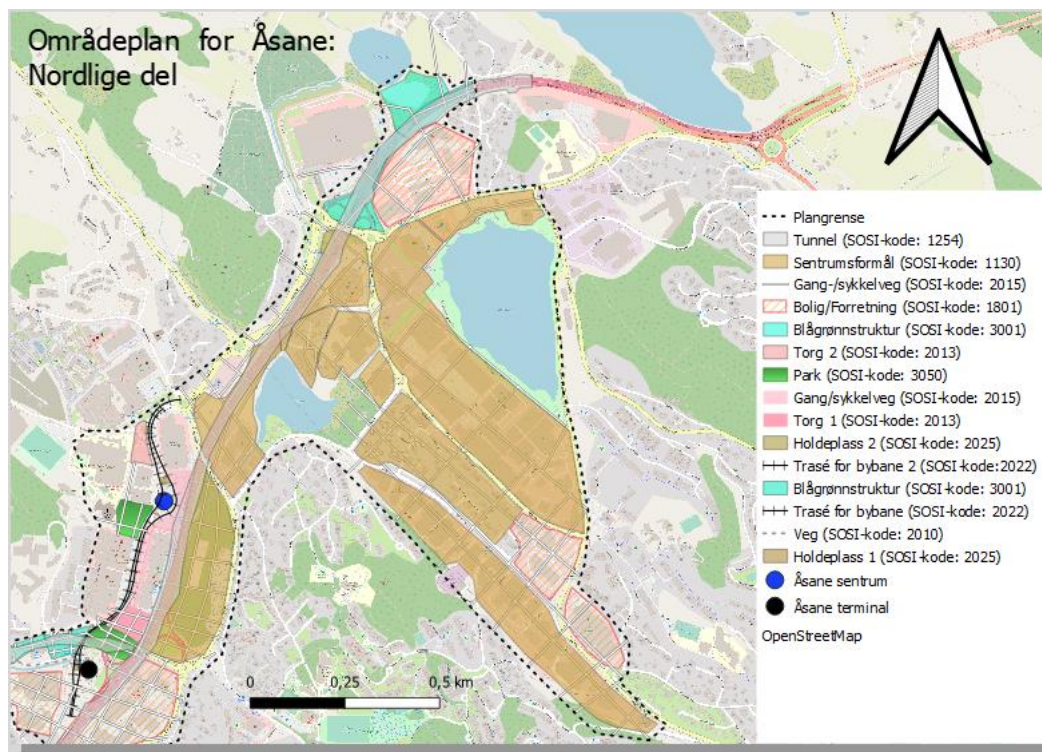 Områdeplan for Åsane:
Nordlige del
Plangrense
Tunnel (SOSI-kode: 1254)
Sentrumsformål (SOSI-kode: 1130)
Gang-/sykkelveg (SOSI-kode: 2015)
Bolig/Forretning (SOSI-kode: 1801)
Blågrønnstruktur (SOSI-kode: 3001)
Torg 2 (SOSI-kode: 2013)
Park (SOSI-kode: 3050)
Gang/sykkelveg (SOSI-kode: 2015)
Torg 1 (SOSI-kode: 2013)
Holdeplass 2 (SOSI-kode: 2025)
Trasé for bybane 2 (SOSI-kode:2022)
Blågrønnstruktur (SOSI-kode: 3001)
Trasé for bybane (SOSI-kode: 2022)
Veg (SOSI-kode: 2010)
Holdeplass 1 (SOSI-kode: 2025)
Åsane sentrum
Åsane terminal
OpenStreetMap
0 0,25 0,5 km